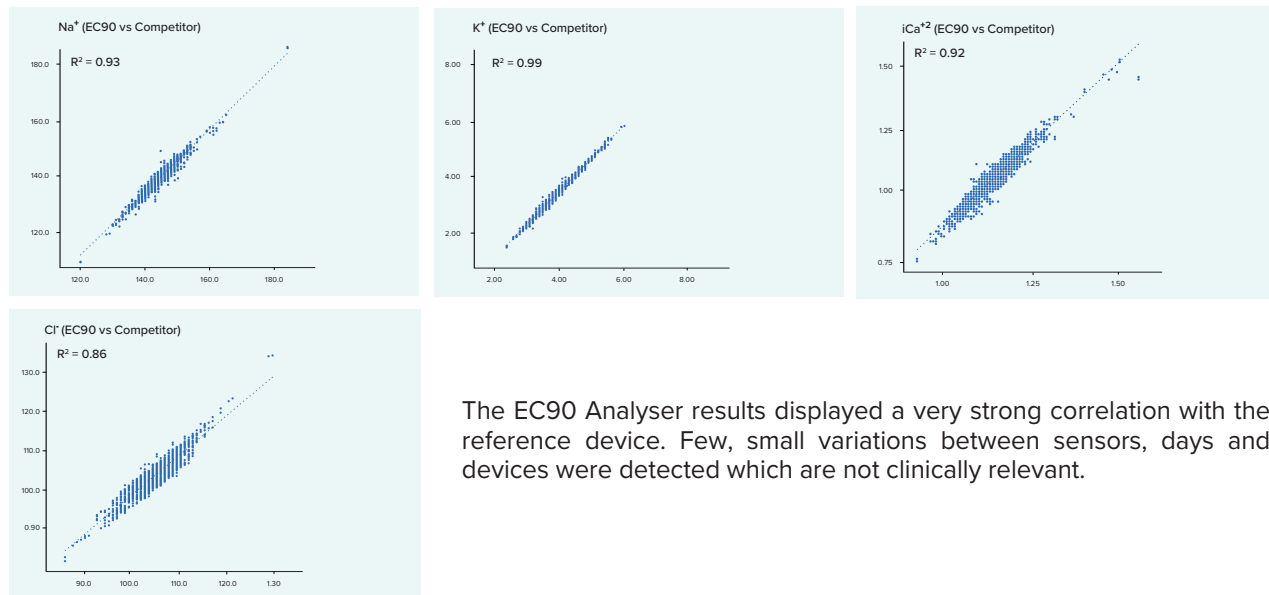 Na⁺ (EC90 vs Competitor)
R² = 0.93
180.0
160.0
140.0
120.0
120.0 140.0 160.0 180.0
K⁺ (EC90 vs Competitor)
R² = 0.99
8.00
6.00
4.00
2.00
2.00 4.00 6.00 8.00
iCa⁺² (EC90 vs Competitor)
R² = 0.92
1.50
1.25
1.00
0.75
1.00 1.25 1.50
Cl⁻ (EC90 vs Competitor)
R² = 0.86
130.0
110.0
100.0
0.90
90.0 100.0 110.0 120.0 1.30
The EC90 Analyser results displayed a very strong correlation with the
reference device. Few, small variations between sensors, days and
devices were detected which are not clinically relevant.